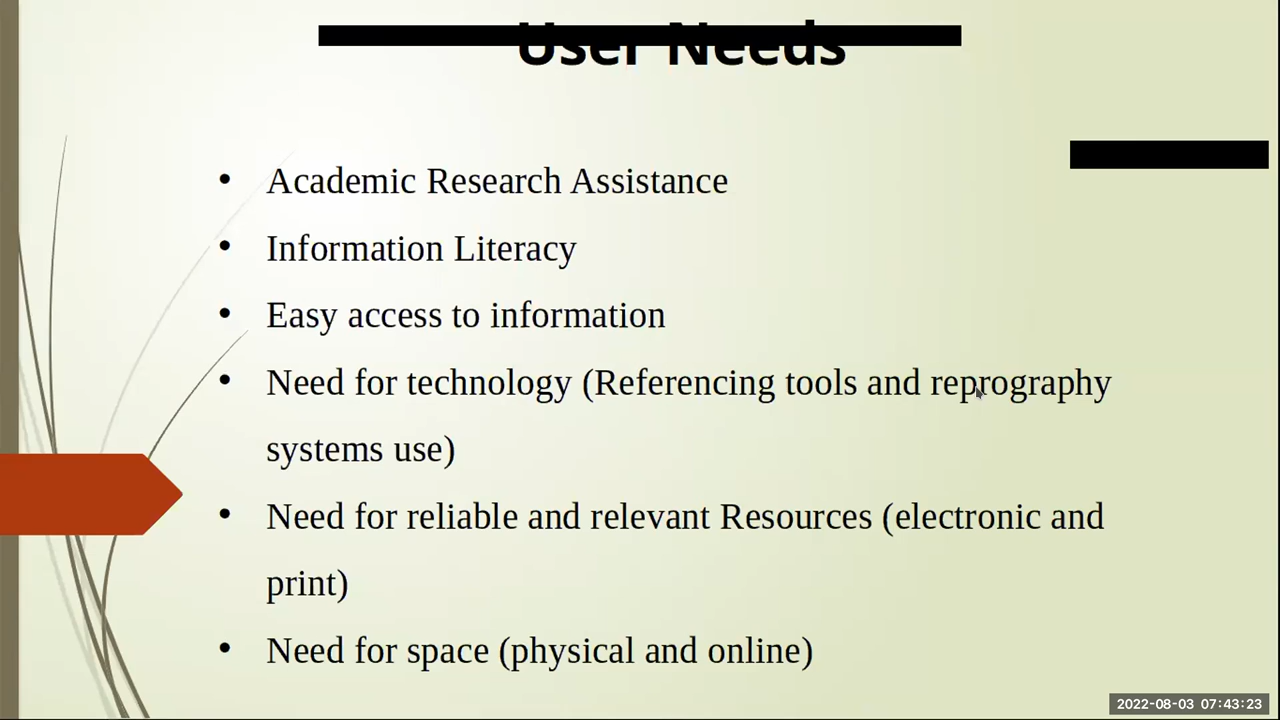 User Needs
• Academic Research Assistance
• Information Literacy
• Easy access to information
• Need for technology (Referencing tools and reprography
systems use)
• Need for reliable and relevant Resources (electronic and
print)
• Need for space (physical and online)
2022-08-03 07:43:23